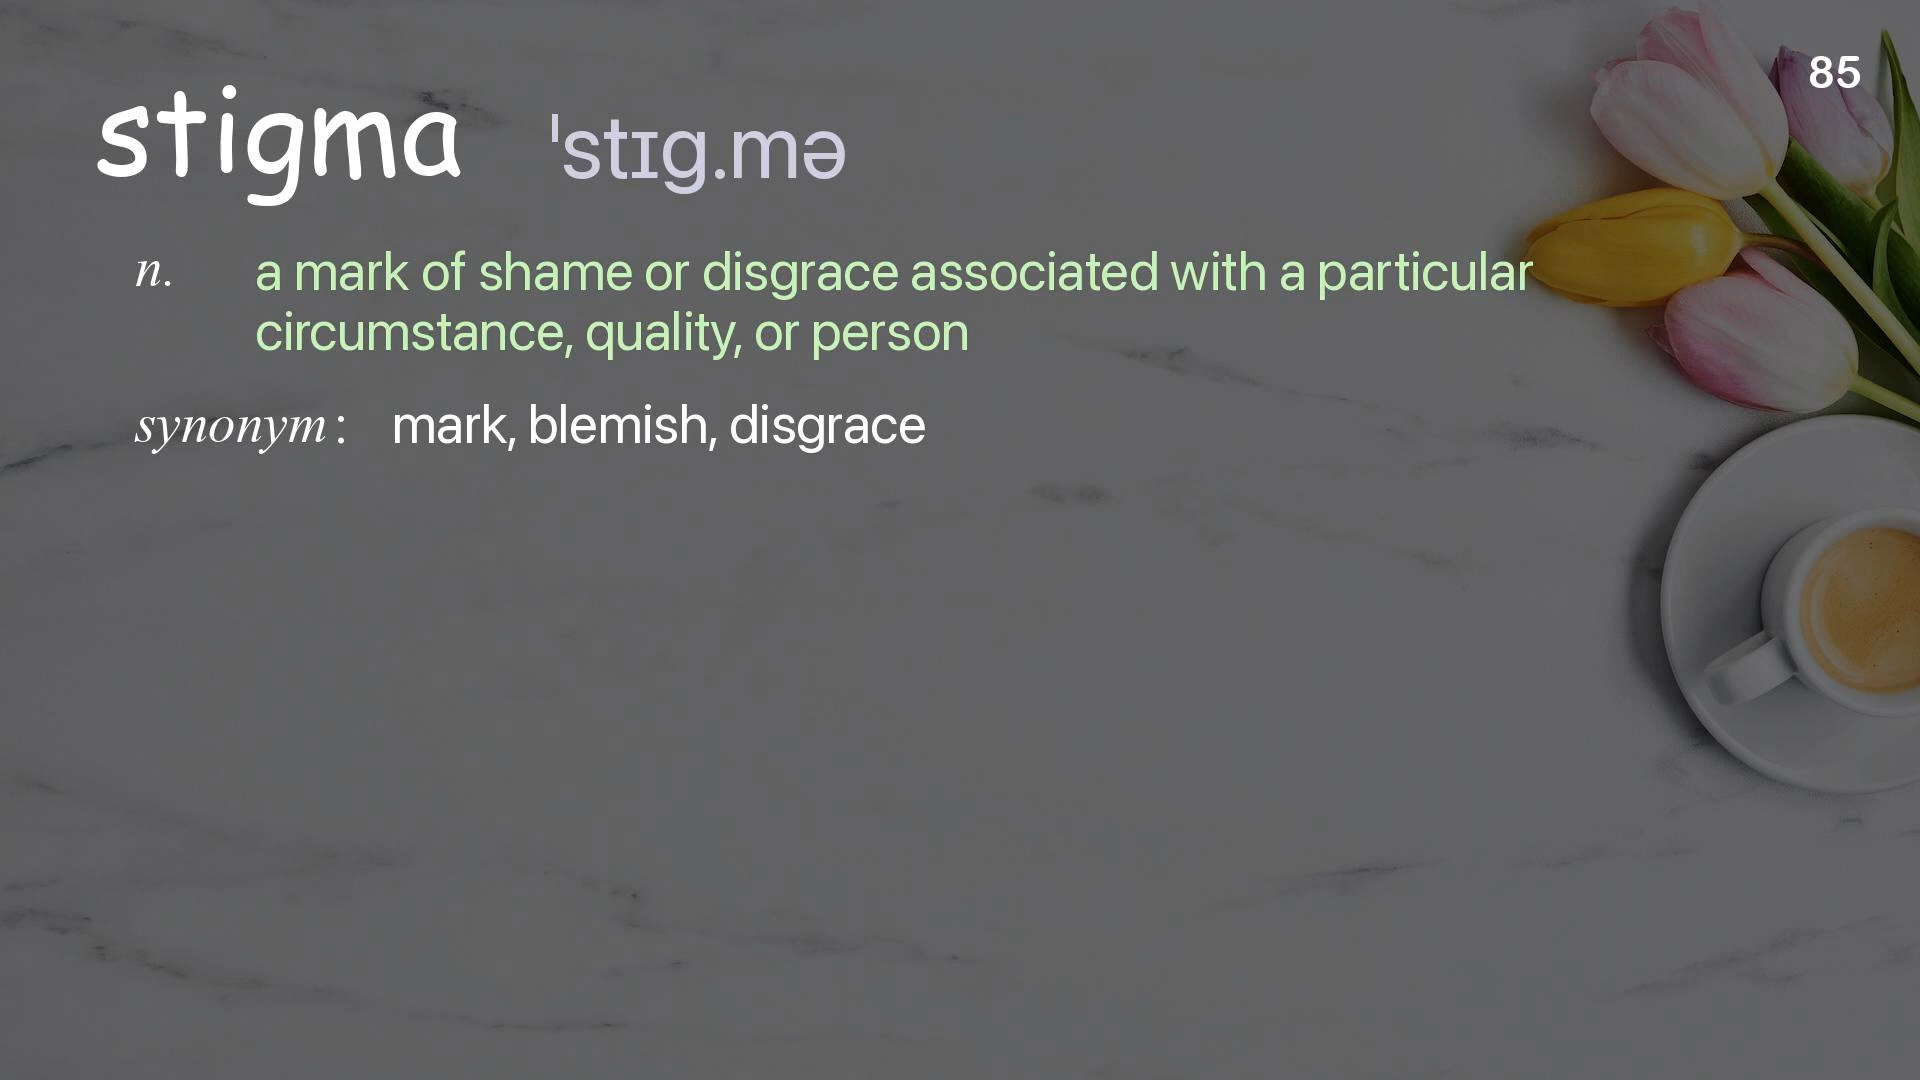 85
stigma ˈstɪg.mə
n. a mark of shame or disgrace associated with a particular
circumstance, quality, or person
synonym : mark, blemish, disgrace